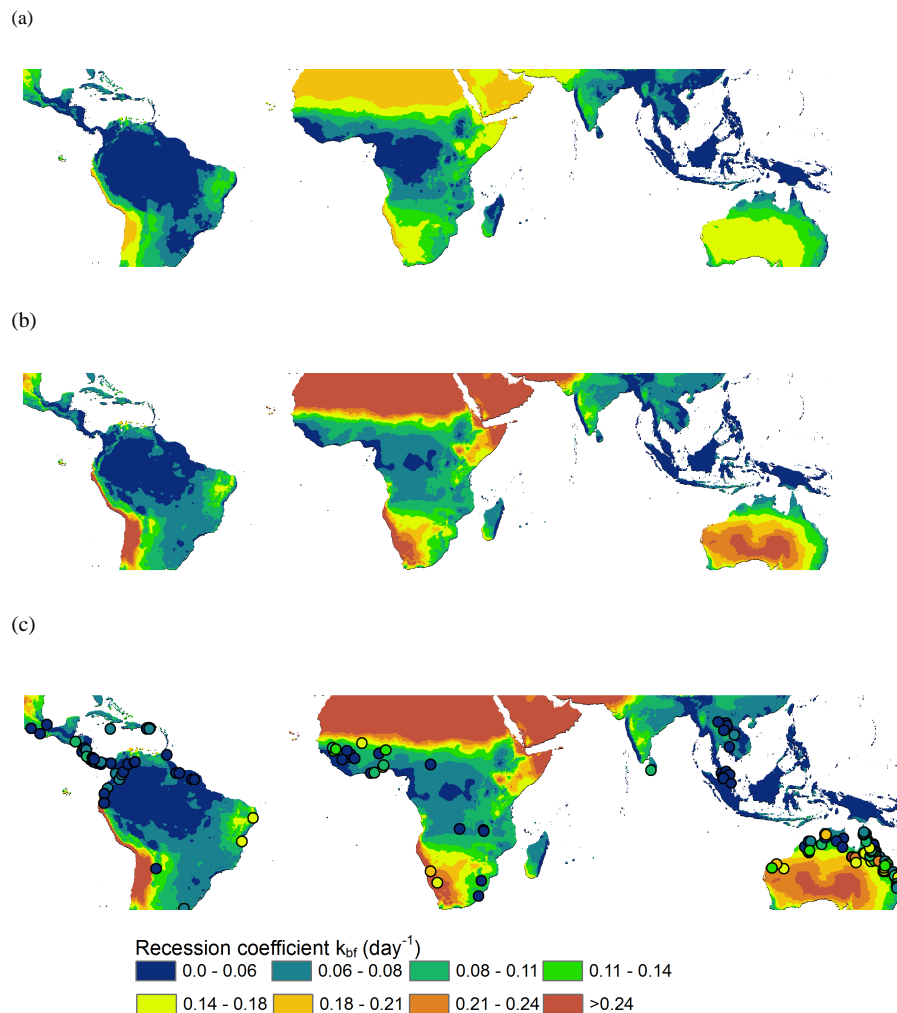 (a)
(b)
(c)
Recession coefficient k_bf (day⁻¹)
0.0 - 0.06 0.06 - 0.08 0.08 - 0.11 0.11 - 0.14
0.14 - 0.18 0.18 - 0.21 0.21 - 0.24 >0.24